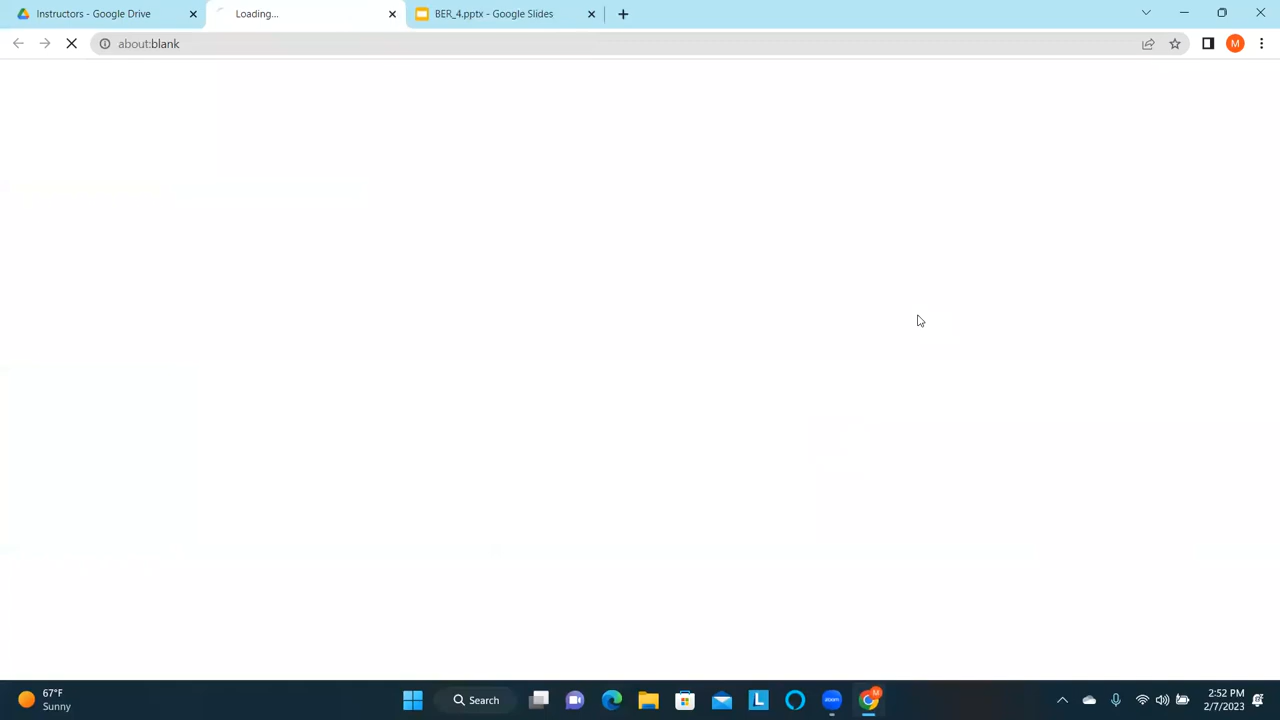 Instructors - Google Drive
Loading...
BER_4.pptx - Google Slides
about:blank
M
67°F
Sunny
Search
L
zoom
M
2:52 PM
2/7/2023